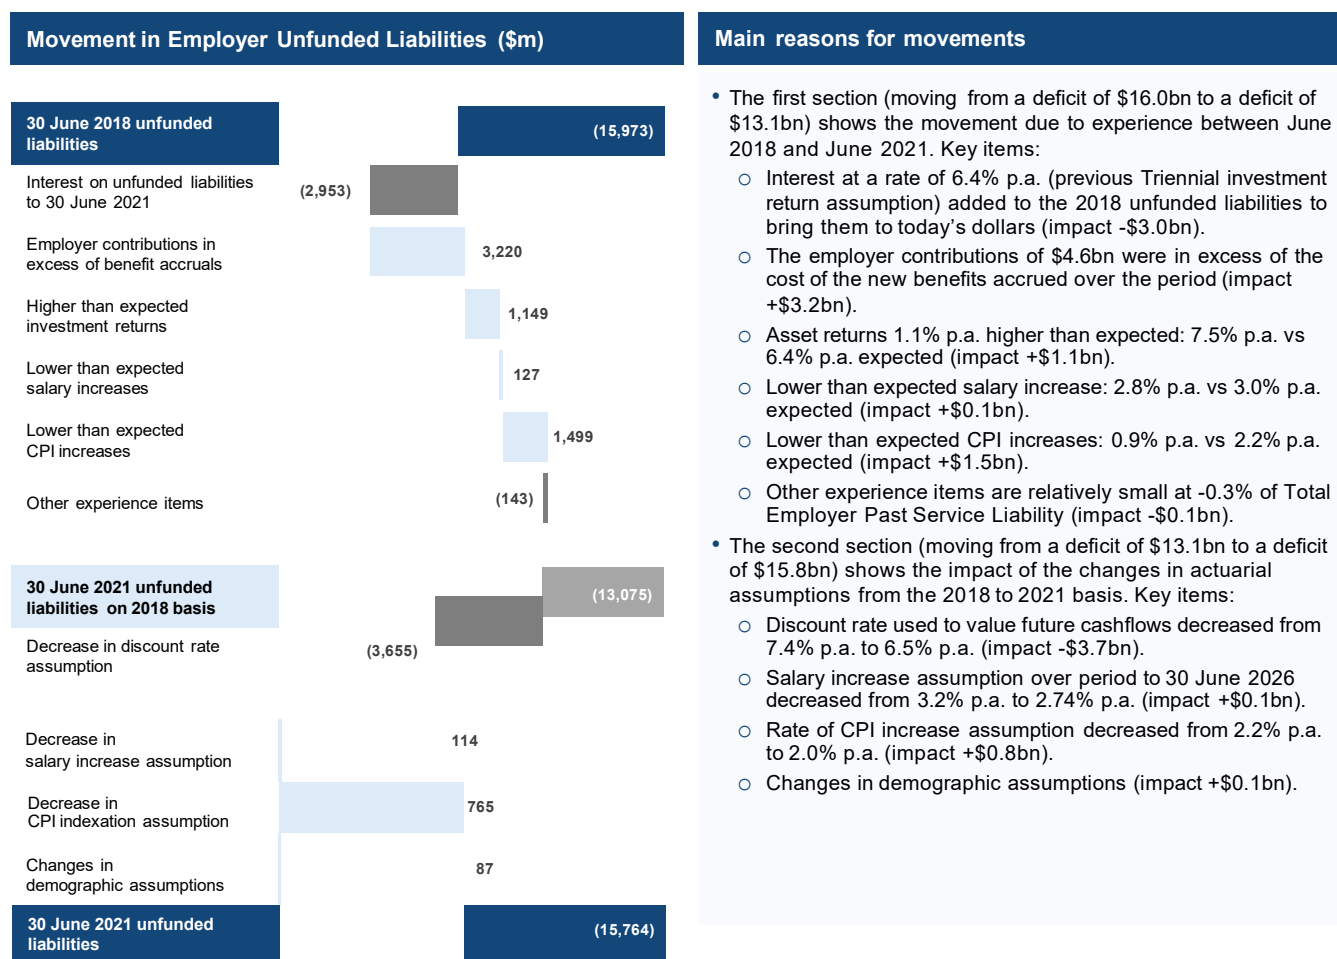 Movement in Employer Unfunded Liabilities ($m)
30 June 2018 unfunded
liabilities
(15,973)
Interest on unfunded liabilities
to 30 June 2021
(2,953)
Employer contributions in
excess of benefit accruals
3,220
Higher than expected
investment returns
1,149
Lower than expected
salary increases
127
Lower than expected
CPI increases
1,499
Other experience items
(143)
30 June 2021 unfunded
liabilities on 2018 basis
(13,075)
Decrease in discount rate
assumption
(3,655)
Decrease in
salary increase assumption
114
Decrease in
CPI indexation assumption
765
Changes in
demographic assumptions
87
30 June 2021 unfunded
liabilities
(15,764)
Main reasons for movements
• The first section (moving from a deficit of $16.0bn to a deficit of
$13.1bn) shows the movement due to experience between June
2018 and June 2021. Key items:
○ Interest at a rate of 6.4% p.a. (previous Triennial investment
return assumption) added to the 2018 unfunded liabilities to
bring them to today's dollars (impact -$3.0bn).
○ The employer contributions of $4.6bn were in excess of the
cost of the new benefits accrued over the period (impact
+$3.2bn).
○ Asset returns 1.1% p.a. higher than expected: 7.5% p.a. vs
6.4% p.a. expected (impact +$1.1bn).
○ Lower than expected salary increase: 2.8% p.a. vs 3.0% p.a.
expected (impact +$0.1bn).
○ Lower than expected CPI increases: 0.9% p.a. vs 2.2% p.a.
expected (impact +$1.5bn).
○ Other experience items are relatively small at -0.3% of Total
Employer Past Service Liability (impact -$0.1bn).
• The second section (moving from a deficit of $13.1bn to a deficit
of $15.8bn) shows the impact of the changes in actuarial
assumptions from the 2018 to 2021 basis. Key items:
○ Discount rate used to value future cashflows decreased from
7.4% p.a. to 6.5% p.a. (impact -$3.7bn).
○ Salary increase assumption over period to 30 June 2026
decreased from 3.2% p.a. to 2.74% p.a. (impact +$0.1bn).
○ Rate of CPI increase assumption decreased from 2.2% p.a.
to 2.0% p.a. (impact +$0.8bn).
○ Changes in demographic assumptions (impact +$0.1bn).